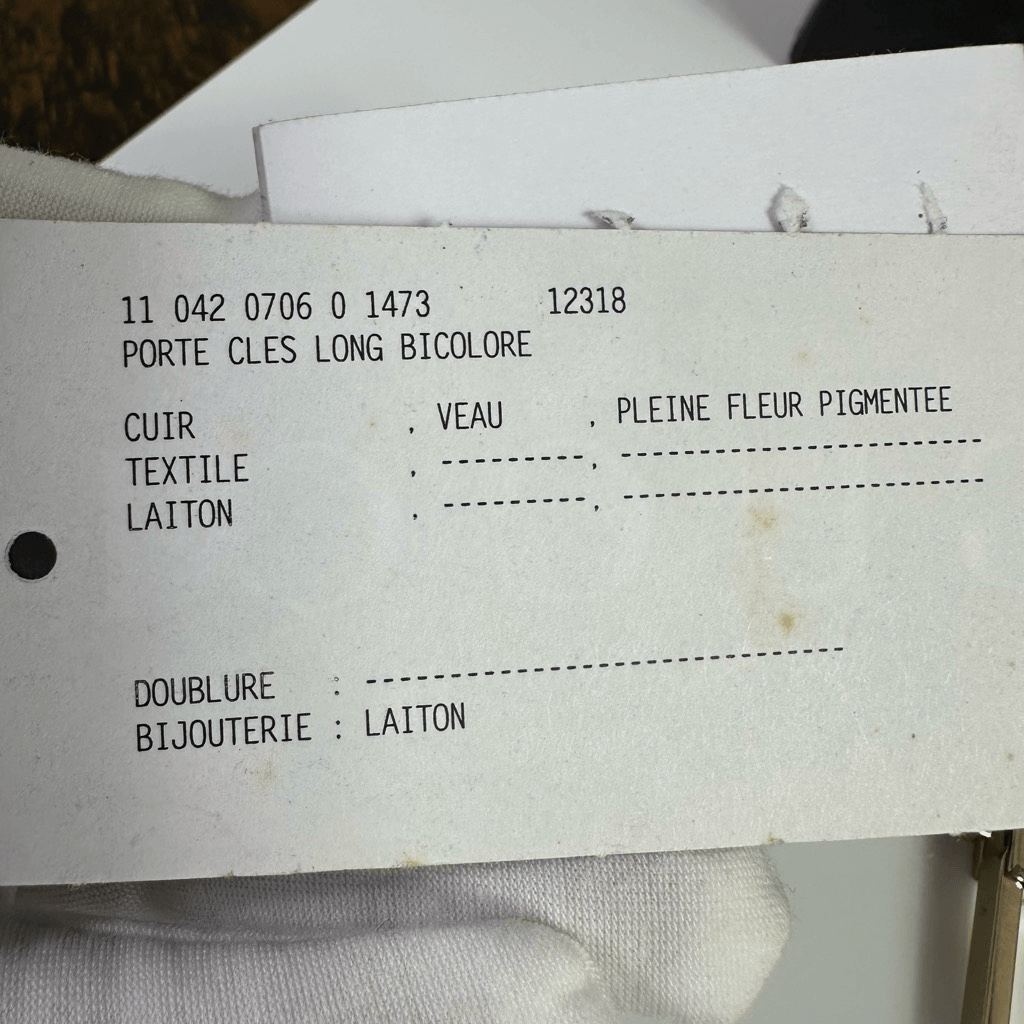 11 042 0706 0 1473 12318
PORTE CLES LONG BICOLORE
CUIR , VEAU , PLEINE FLEUR PIGMENTEE
TEXTILE , ---------, -----------------------
LAITON , ---------, -----------------------
DOUBLURE : ------------------------------
BIJOUTERIE : LAITON